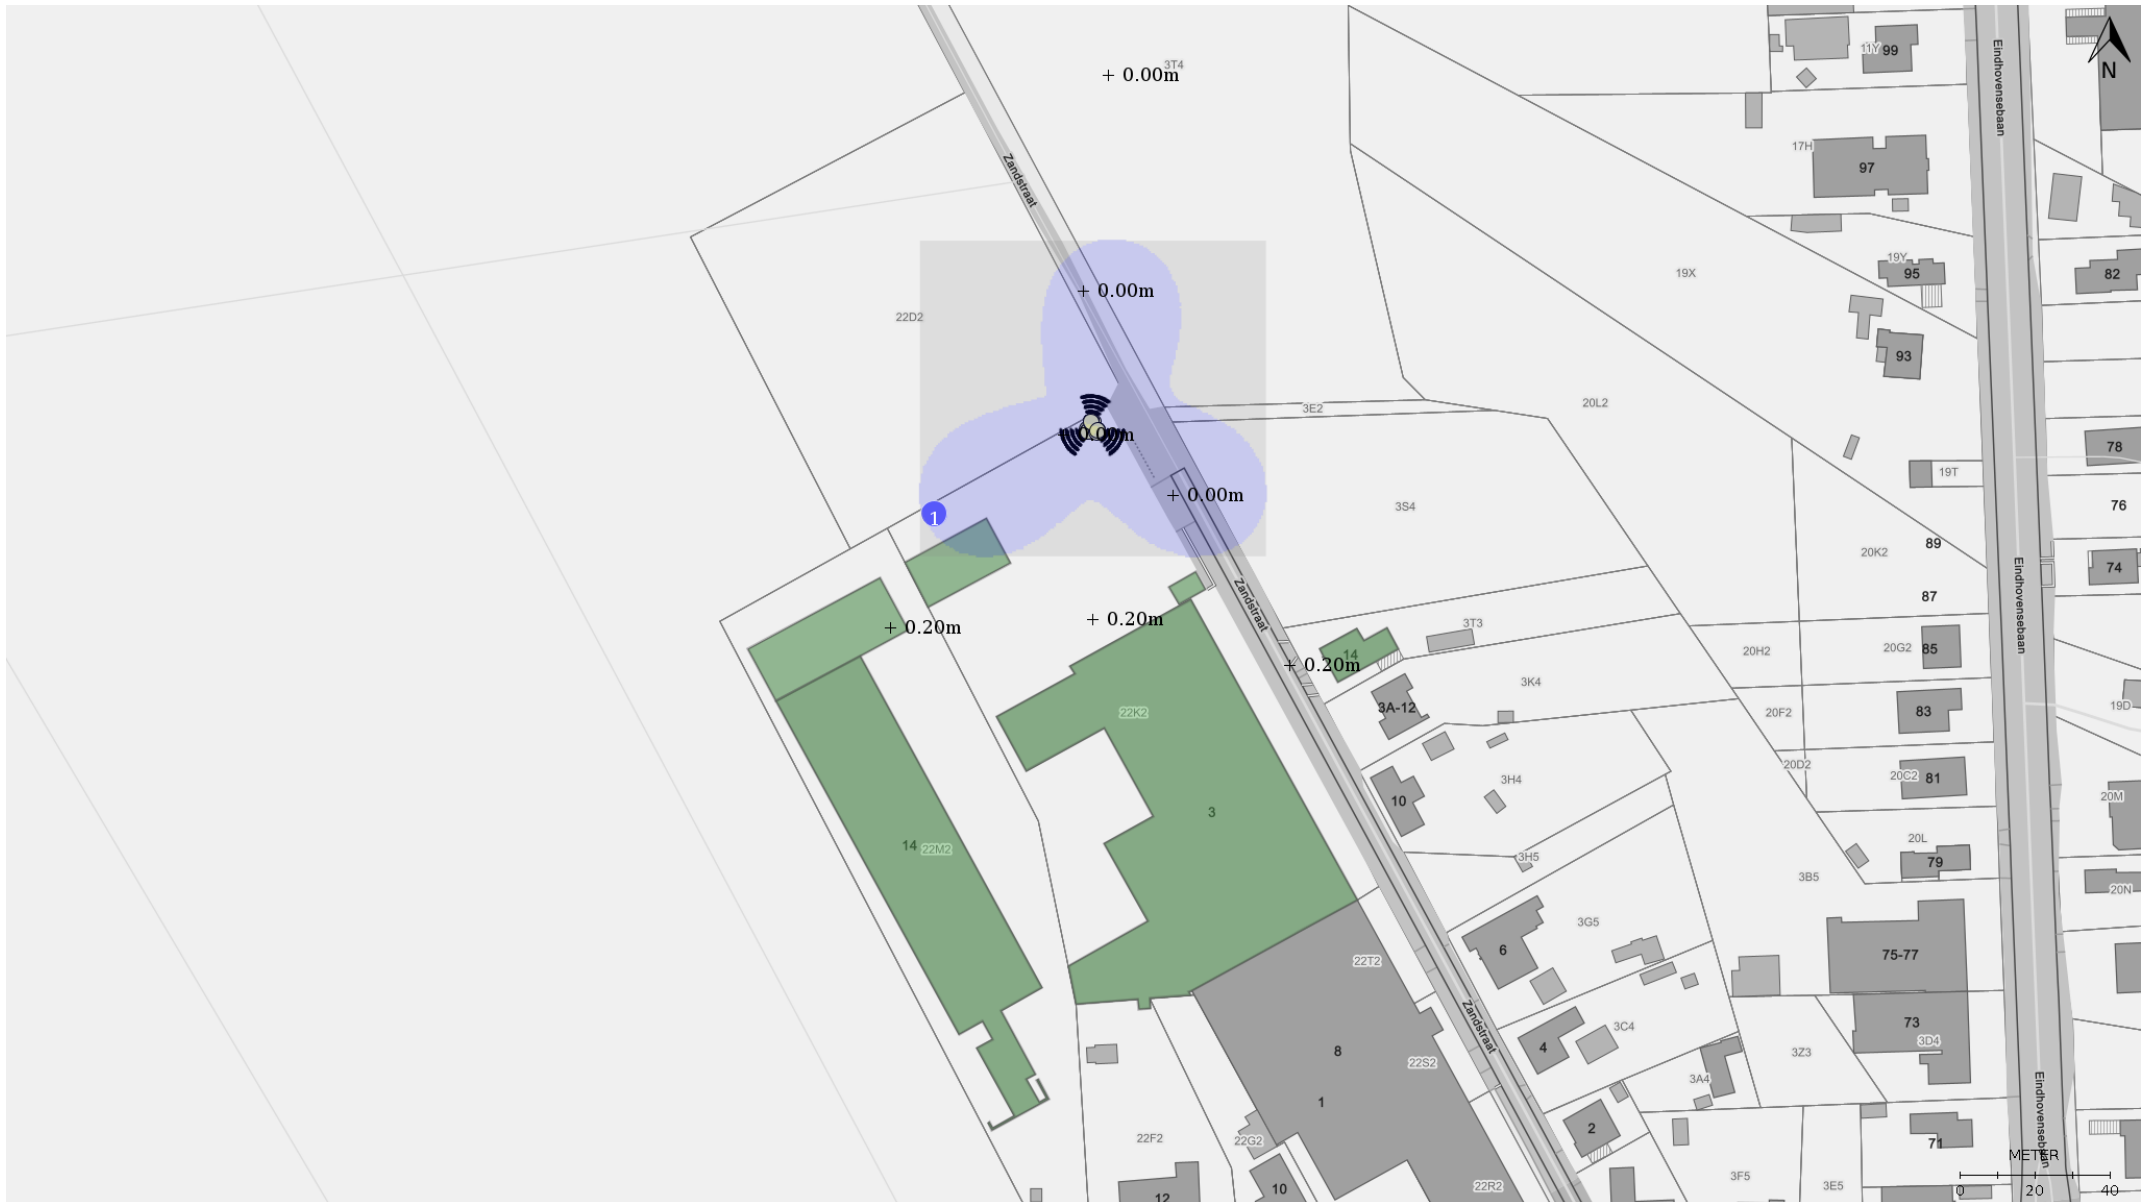 3T4
+ 0.00m
11Y 99
N
Eindhovensebaan
Zandstraat
17H
97
19X
19Y
95
82
+ 0.00m
22D2
93
3E2
20L2
78
19T
+ 0.00m
3S4
76
1
20K2
89
74
Eindhovensebaan
87
Zandstraat
+ 0.20m
+ 0.20m
3T3
14
+ 0.20m
20H2
20G2
85
3K4
3A-12
22K2
20F2
83
19D
20D2
3H4
20C2
81
10
20M
3
20L
14
22M2
3H5
79
3B5
20N
3G5
6
75-77
22T2
Zandstraat
3C4
73
3D4
4
8
22S2
3Z3
3A4
1
2
22F2
22G2
71
Eindhovensebaan
METER
3F5
3E5
22R2
10
12
0
20
40